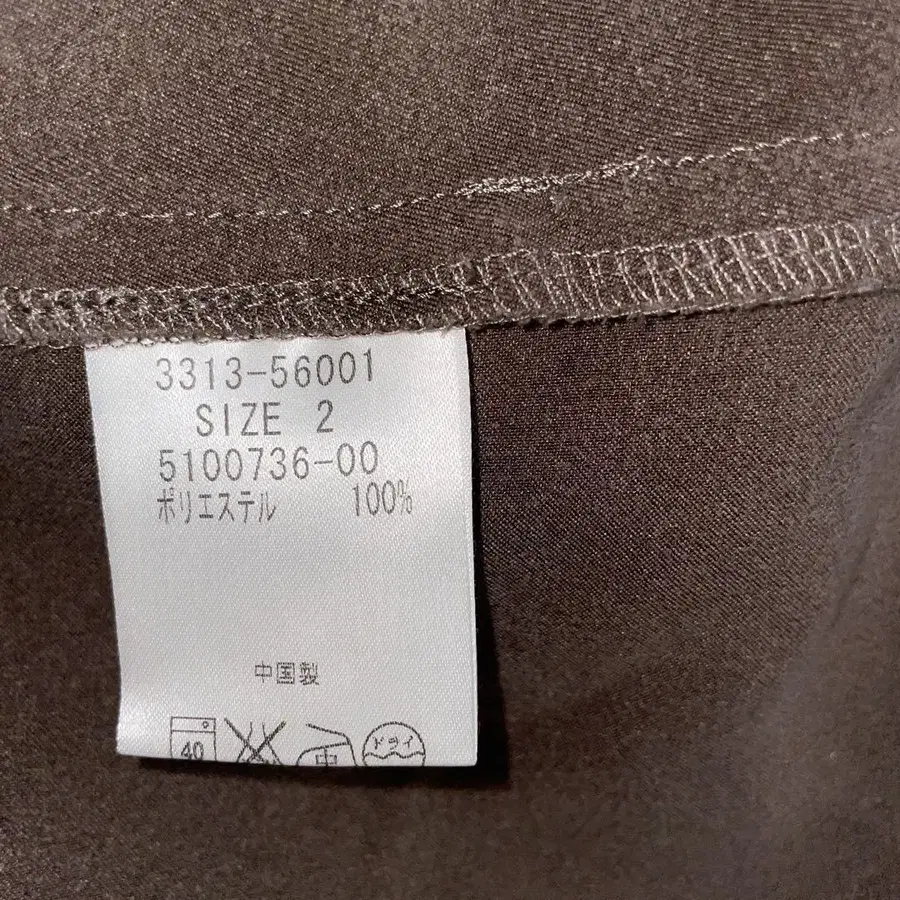 3313-56001
SIZE 2
5100736-00
ポリエステル 100%
中国製
40 中 ドライ